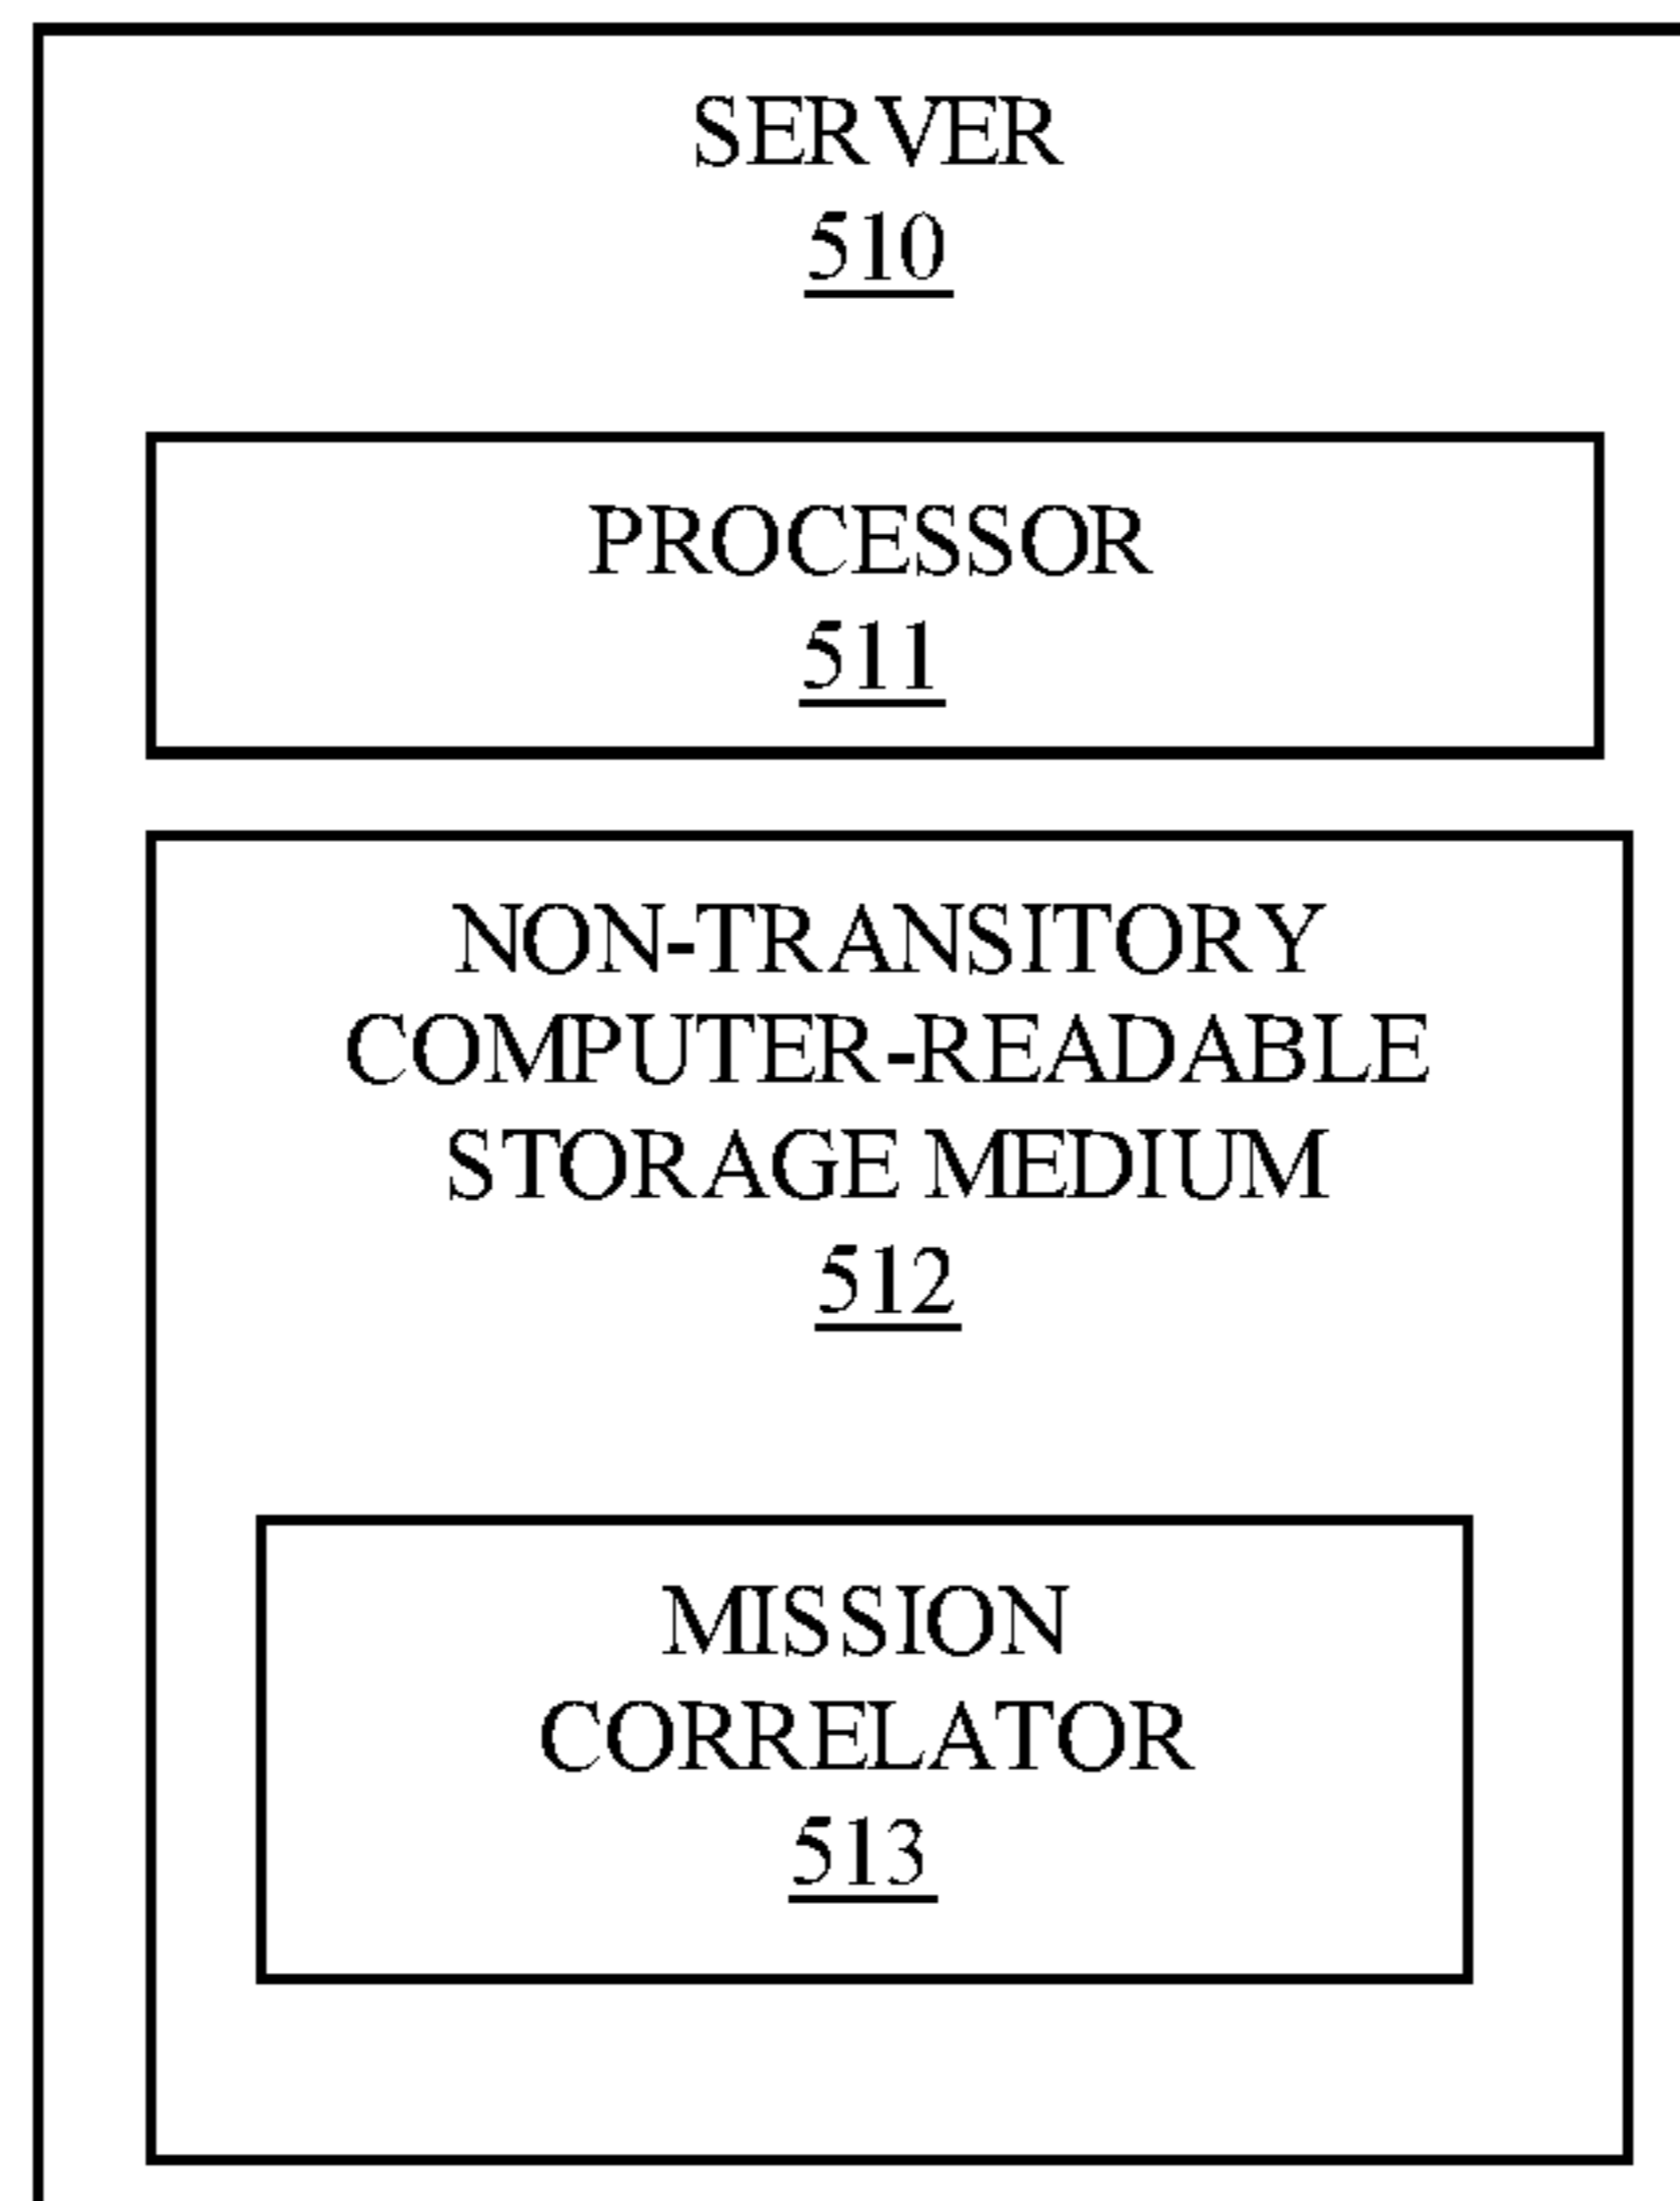 SERVER
510
PROCESSOR
511
NON-TRANSITORY
COMPUTER-READABLE
STORAGE MEDIUM
512
MISSION
CORRELATOR
513